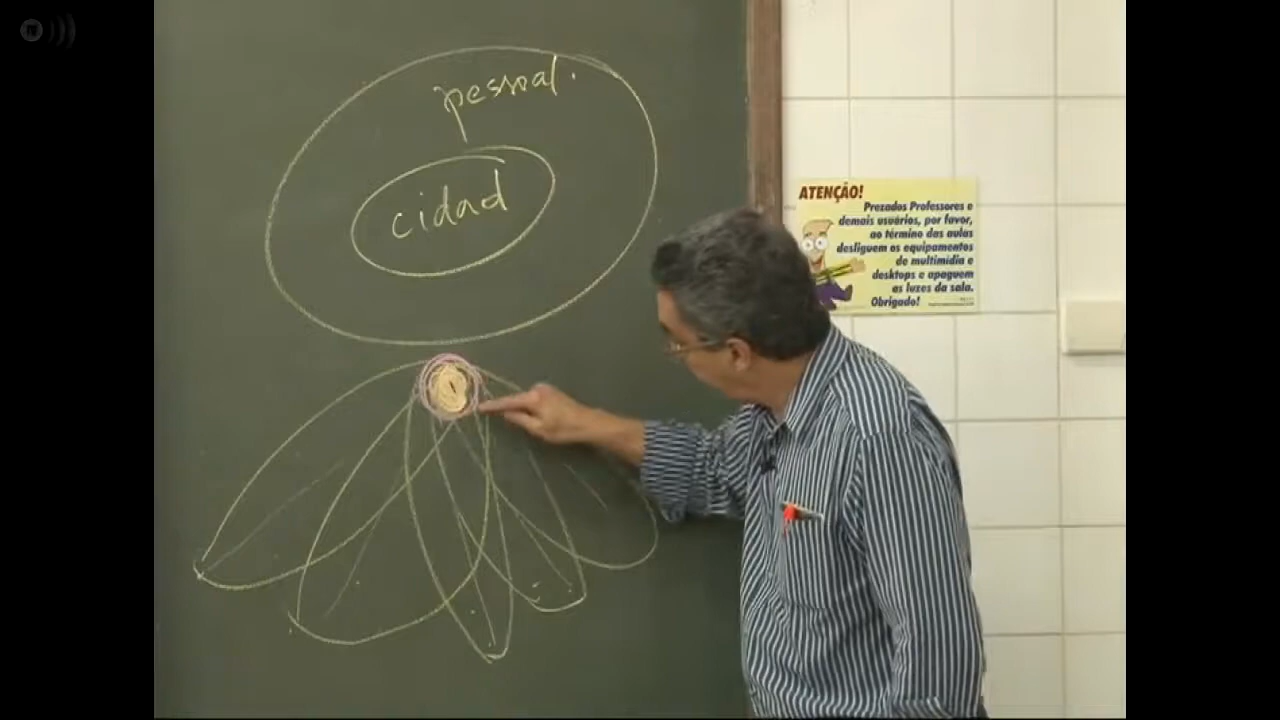 pessoal.
cidad
ATENÇÃO!
Prezados Professores e
demais usuários, por favor,
ao término das aulas
desliguem os equipamentos
de multimídia e
desktops e apaguem
as luzes da sala.
Obrigado!